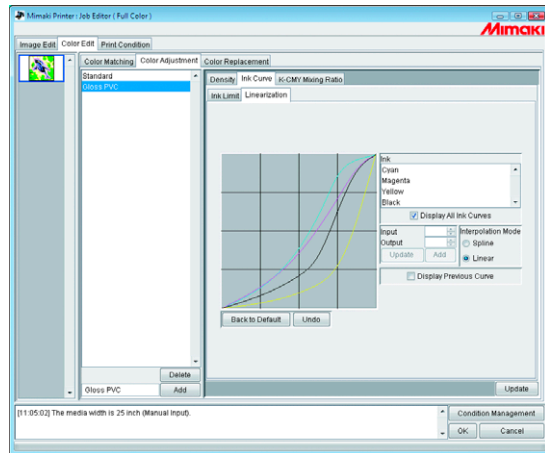 Mimaki Printer : Job Editor ( Full Color )
Mimaki
Image Edit Color Edit Print Condition
Color Matching Color Adjustment Color Replacement
Standard
Gloss PVC
Density Ink Curve K-CMY Mixing Ratio
Ink Limit Linearization
Ink
Cyan
Magenta
Yellow
Black
Display All Ink Curves
Input
Output
Update Add
Interpolation Mode
Spline
Linear
Display Previous Curve
Back to Default Undo
Delete
Gloss PVC Add
Update
[11:05:02] The media width is 25 inch (Manual Input).
Condition Management
OK Cancel